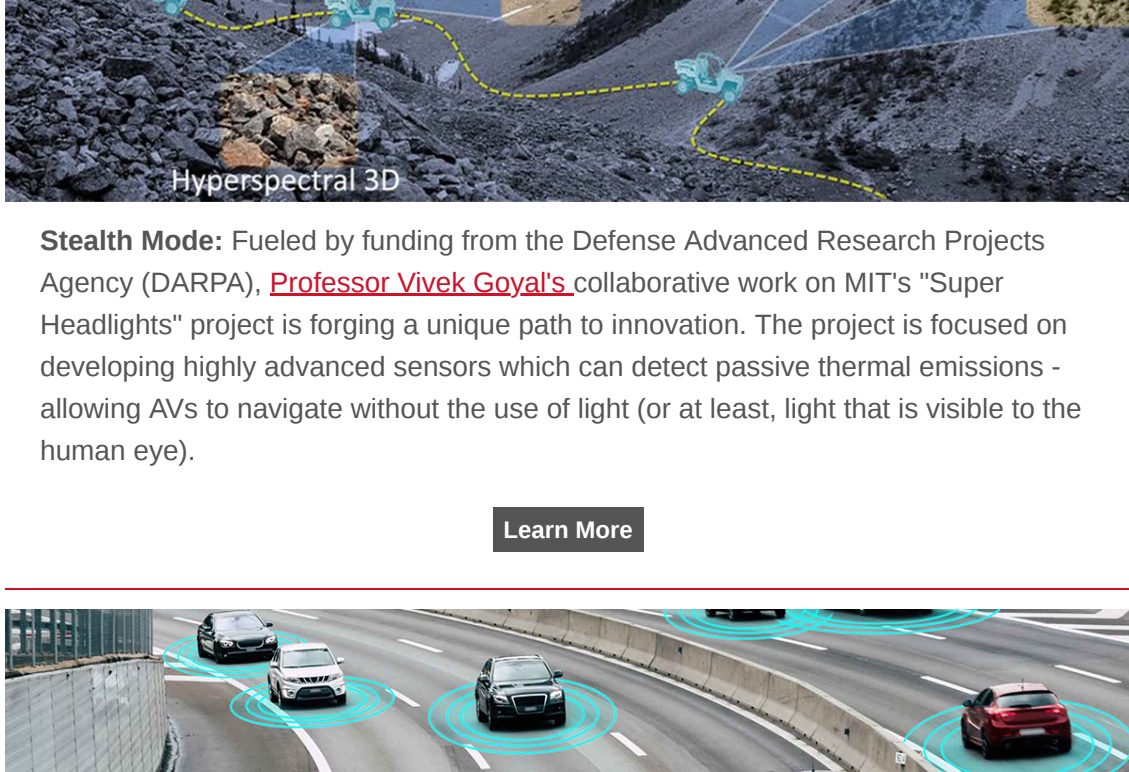 Hyperspectral 3D
Stealth Mode: Fueled by funding from the Defense Advanced Research Projects
Agency (DARPA), Professor Vivek Goyal's collaborative work on MIT's "Super
Headlights" project is forging a unique path to innovation. The project is focused on
developing highly advanced sensors which can detect passive thermal emissions -
allowing AVs to navigate without the use of light (or at least, light that is visible to the
human eye).
Learn More